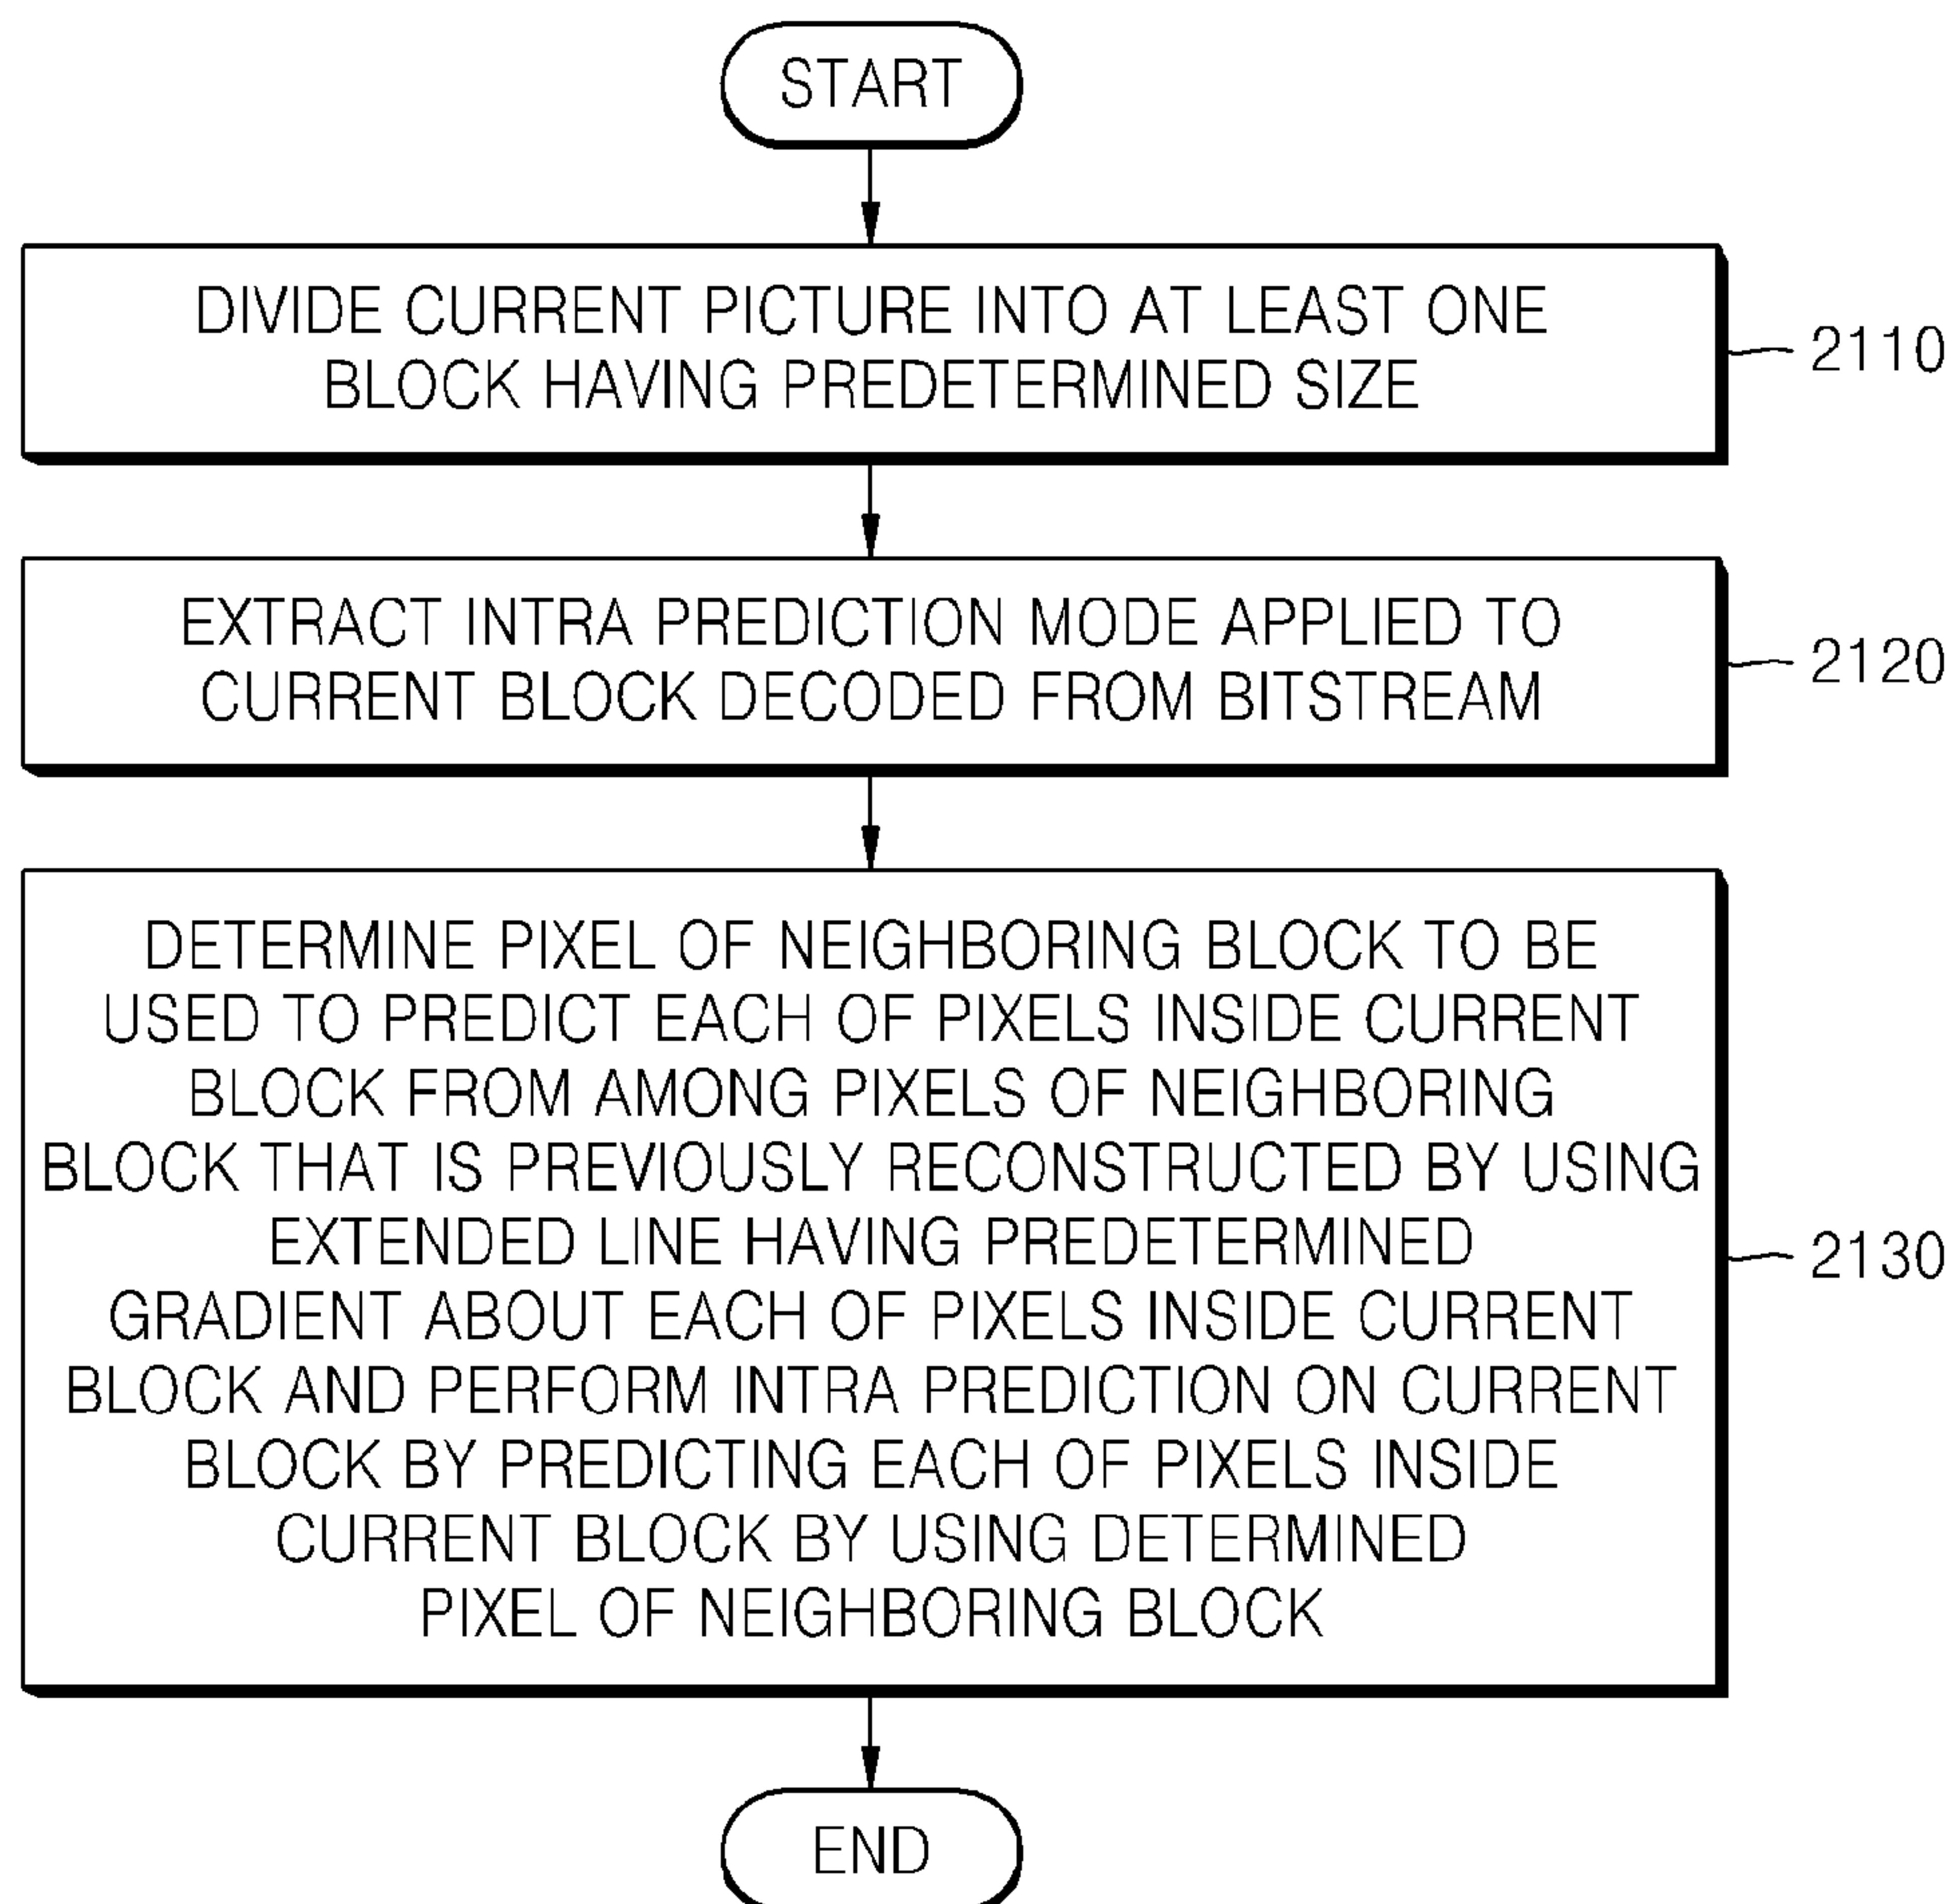 START
DIVIDE CURRENT PICTURE INTO AT LEAST ONE
BLOCK HAVING PREDETERMINED SIZE
2110
EXTRACT INTRA PREDICTION MODE APPLIED TO
CURRENT BLOCK DECODED FROM BITSTREAM
2120
DETERMINE PIXEL OF NEIGHBORING BLOCK TO BE
USED TO PREDICT EACH OF PIXELS INSIDE CURRENT
BLOCK FROM AMONG PIXELS OF NEIGHBORING
BLOCK THAT IS PREVIOUSLY RECONSTRUCTED BY USING
EXTENDED LINE HAVING PREDETERMINED
GRADIENT ABOUT EACH OF PIXELS INSIDE CURRENT
BLOCK AND PERFORM INTRA PREDICTION ON CURRENT
BLOCK BY PREDICTING EACH OF PIXELS INSIDE
CURRENT BLOCK BY USING DETERMINED
PIXEL OF NEIGHBORING BLOCK
2130
END